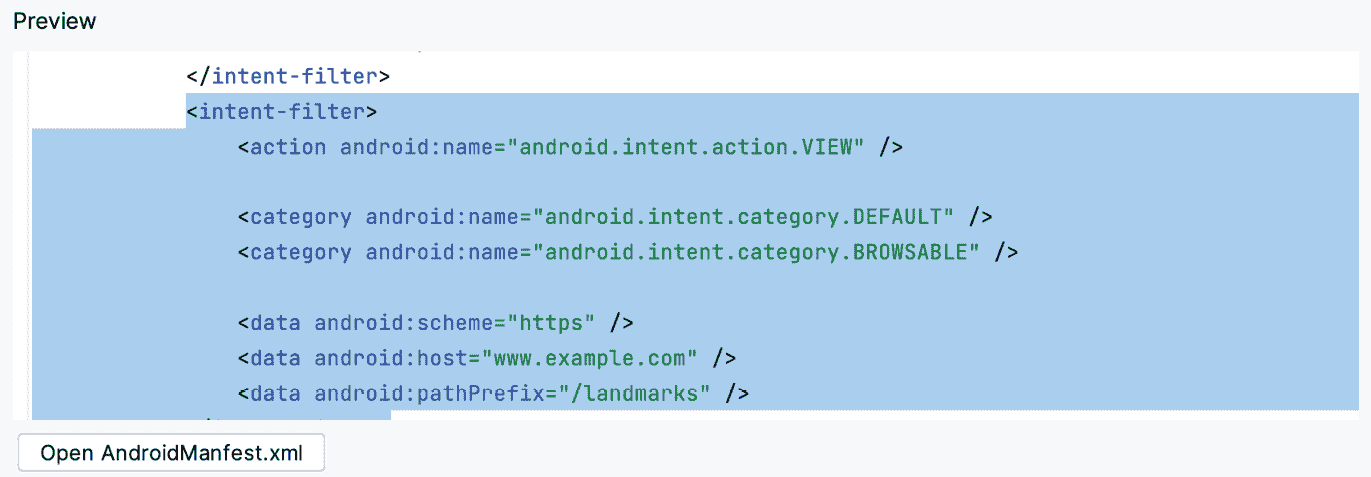 Preview
</intent-filter>
<intent-filter>
<action android:name="android.intent.action.VIEW" />
<category android:name="android.intent.category.DEFAULT" />
<category android:name="android.intent.category.BROWSABLE" />
<data android:scheme="https" />
<data android:host="www.example.com" />
<data android:pathPrefix="/landmarks" />
Open AndroidManfest.xml